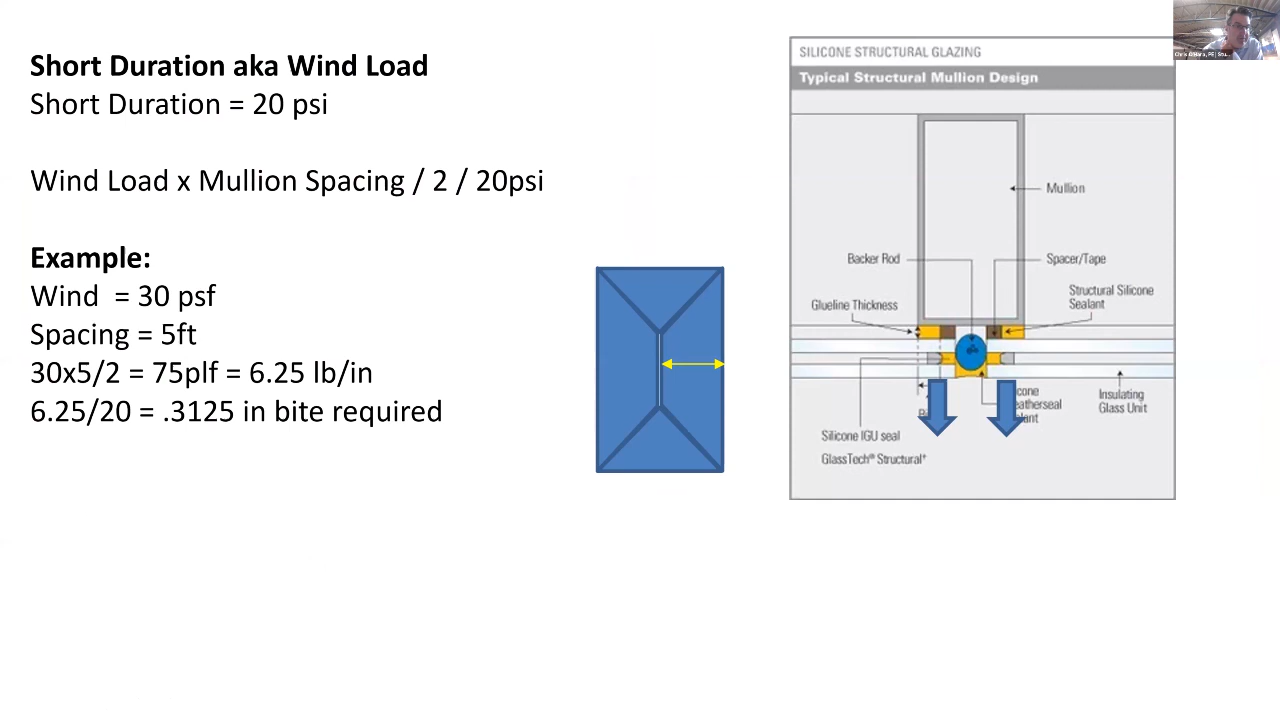 Short Duration aka Wind Load
Short Duration = 20 psi
Wind Load x Mullion Spacing / 2 / 20psi
Example:
Wind = 30 psf
Spacing = 5ft
30x5/2 = 75plf = 6.25 lb/in
6.25/20 = .3125 in bite required
SILICONE STRUCTURAL GLAZING
Typical Structural Mullion Design
Mullion
Backer Rod
Spacer/Tape
Structural Silicone
Sealant
Glueline Thickness
Insulating
Glass Unit
Silicone IGU seal
GlassTech® Structural†